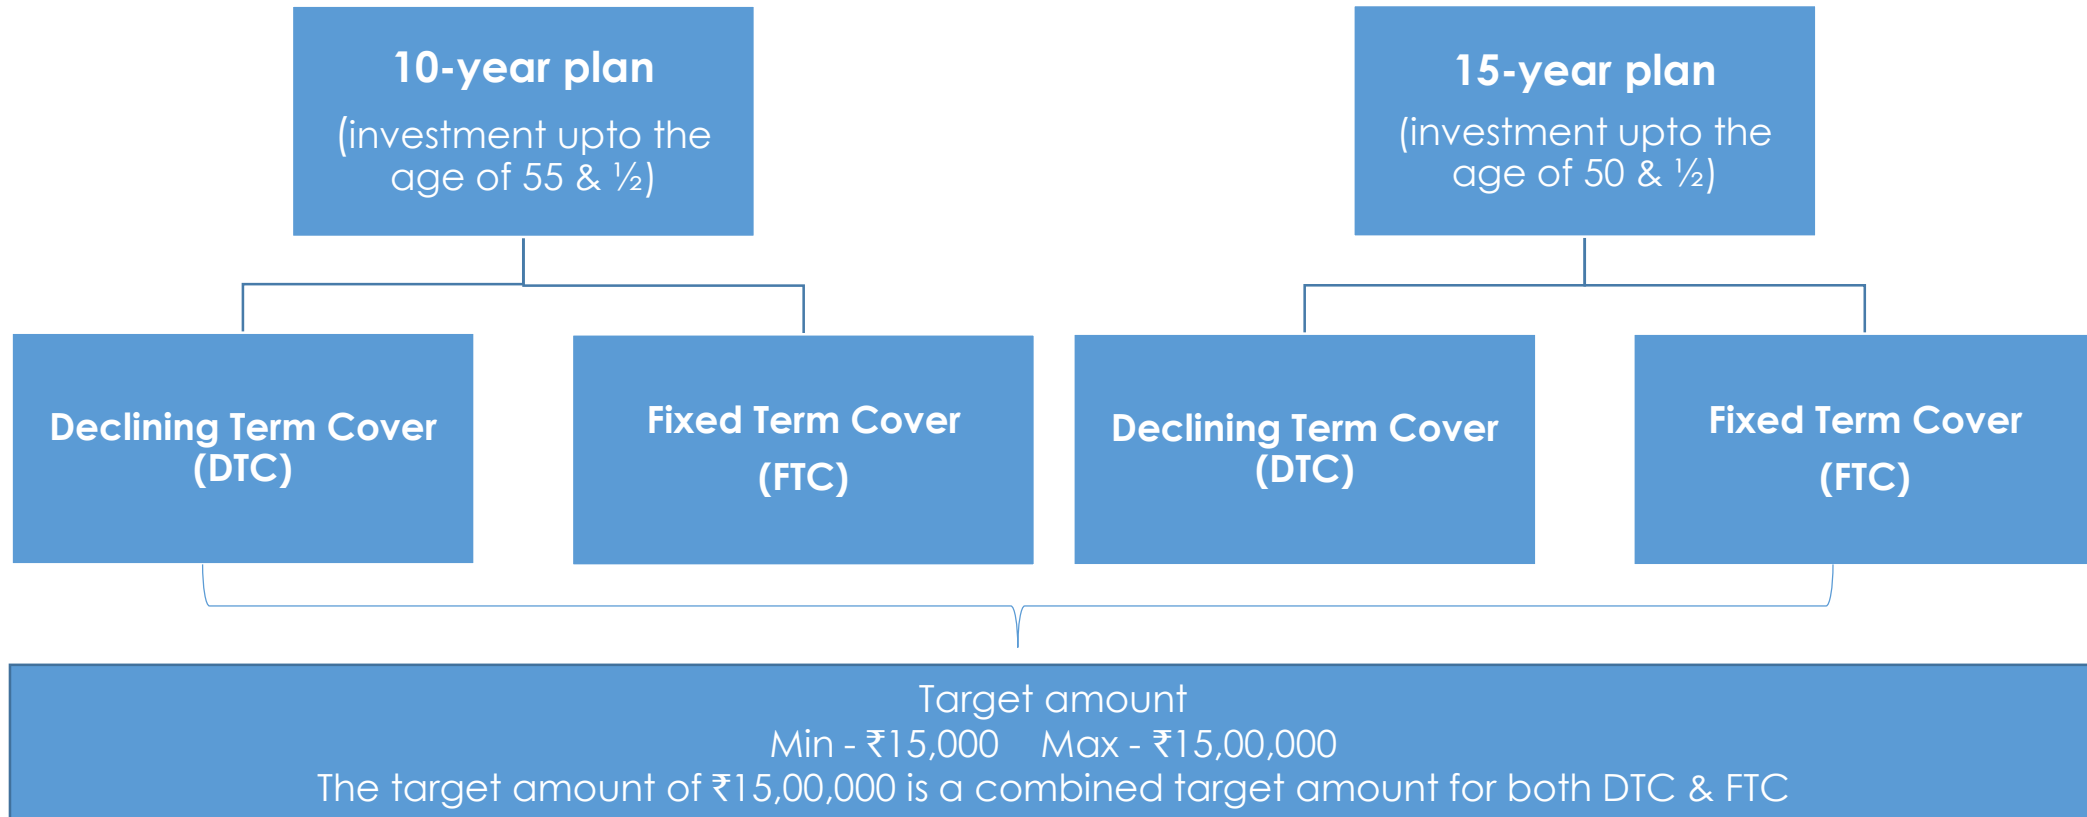 10-year plan
(investment upto the
age of 55 & ½)
15-year plan
(investment upto the
age of 50 & ½)
Declining Term Cover
(DTC)
Fixed Term Cover
(FTC)
Declining Term Cover
(DTC)
Fixed Term Cover
(FTC)
Target amount
Min - ₹15,000 Max - ₹15,00,000
The target amount of ₹15,00,000 is a combined target amount for both DTC & FTC